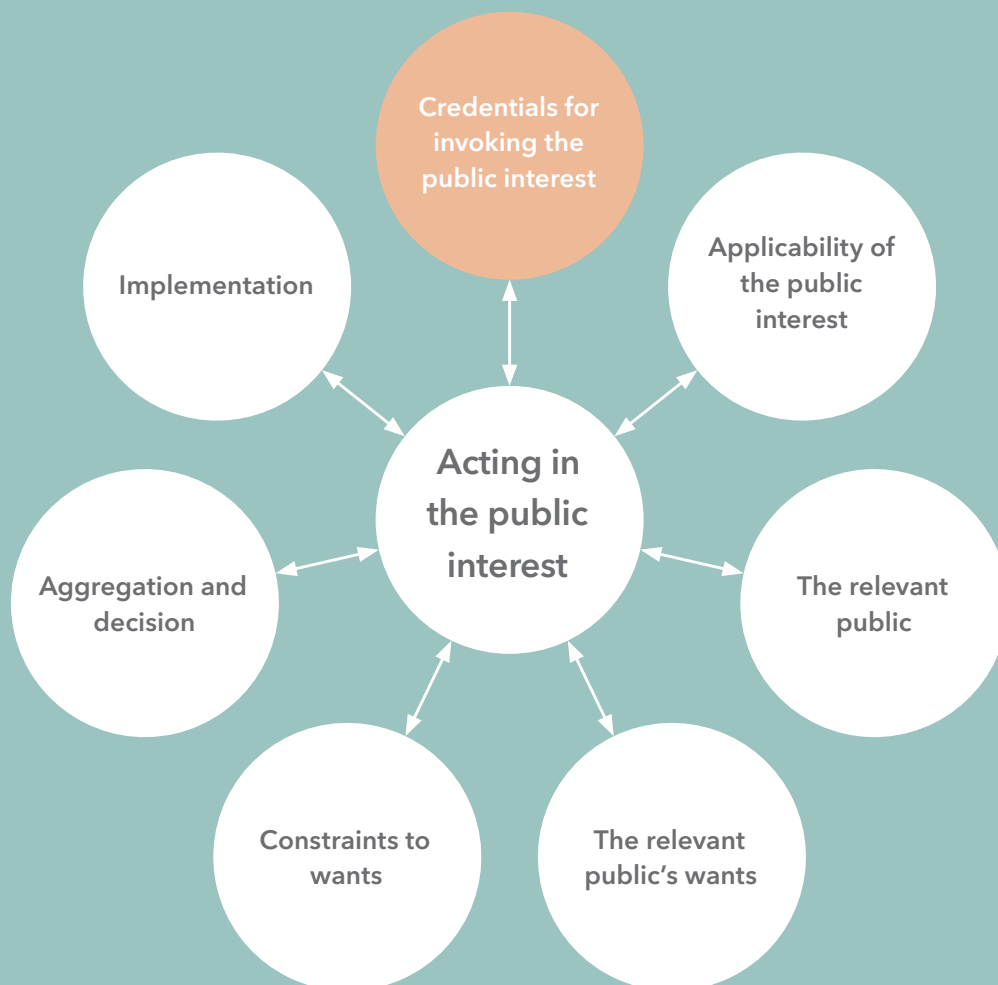 Credentials for
invoking the
public interest
Applicability of
the public
interest
Implementation
Acting in
the public
interest
The relevant
public
Aggregation and
decision
The relevant
public’s wants
Constraints to
wants